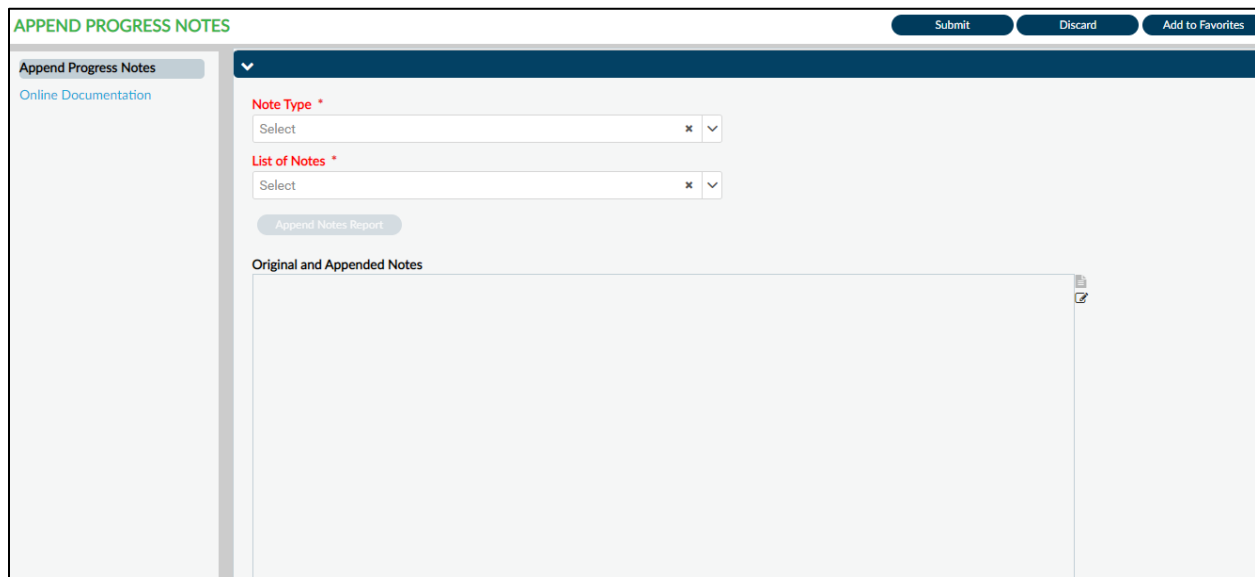 APPEND PROGRESS NOTES
Submit
Discard
Add to Favorites
Append Progress Notes
Online Documentation
Note Type *
Select
List of Notes *
Select
Append Notes Report
Original and Appended Notes